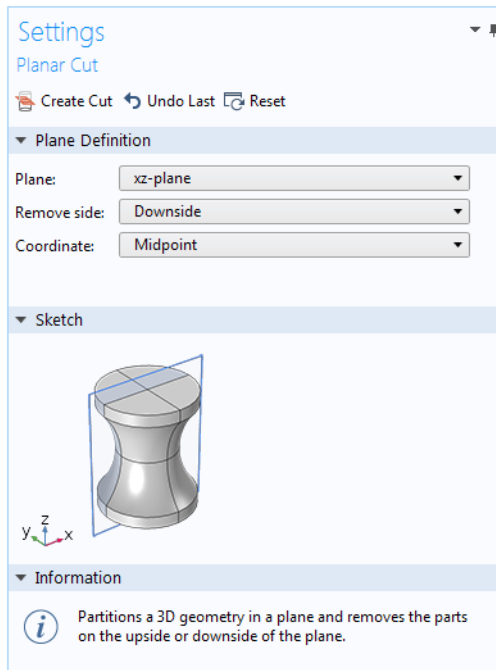 Settings
Planar Cut
Create Cut Undo Last Reset
Plane Definition
Plane: xz-plane
Remove side: Downside
Coordinate: Midpoint
Sketch
z
y x
Information
i Partitions a 3D geometry in a plane and removes the parts
on the upside or downside of the plane.